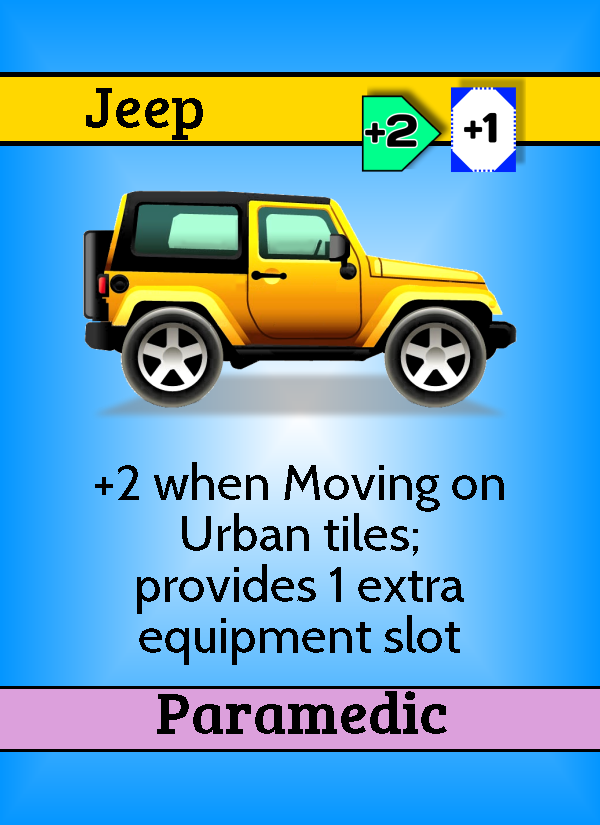 Jeep
+2
+1
+2 when Moving on
Urban tiles;
provides 1 extra
equipment slot
Paramedic